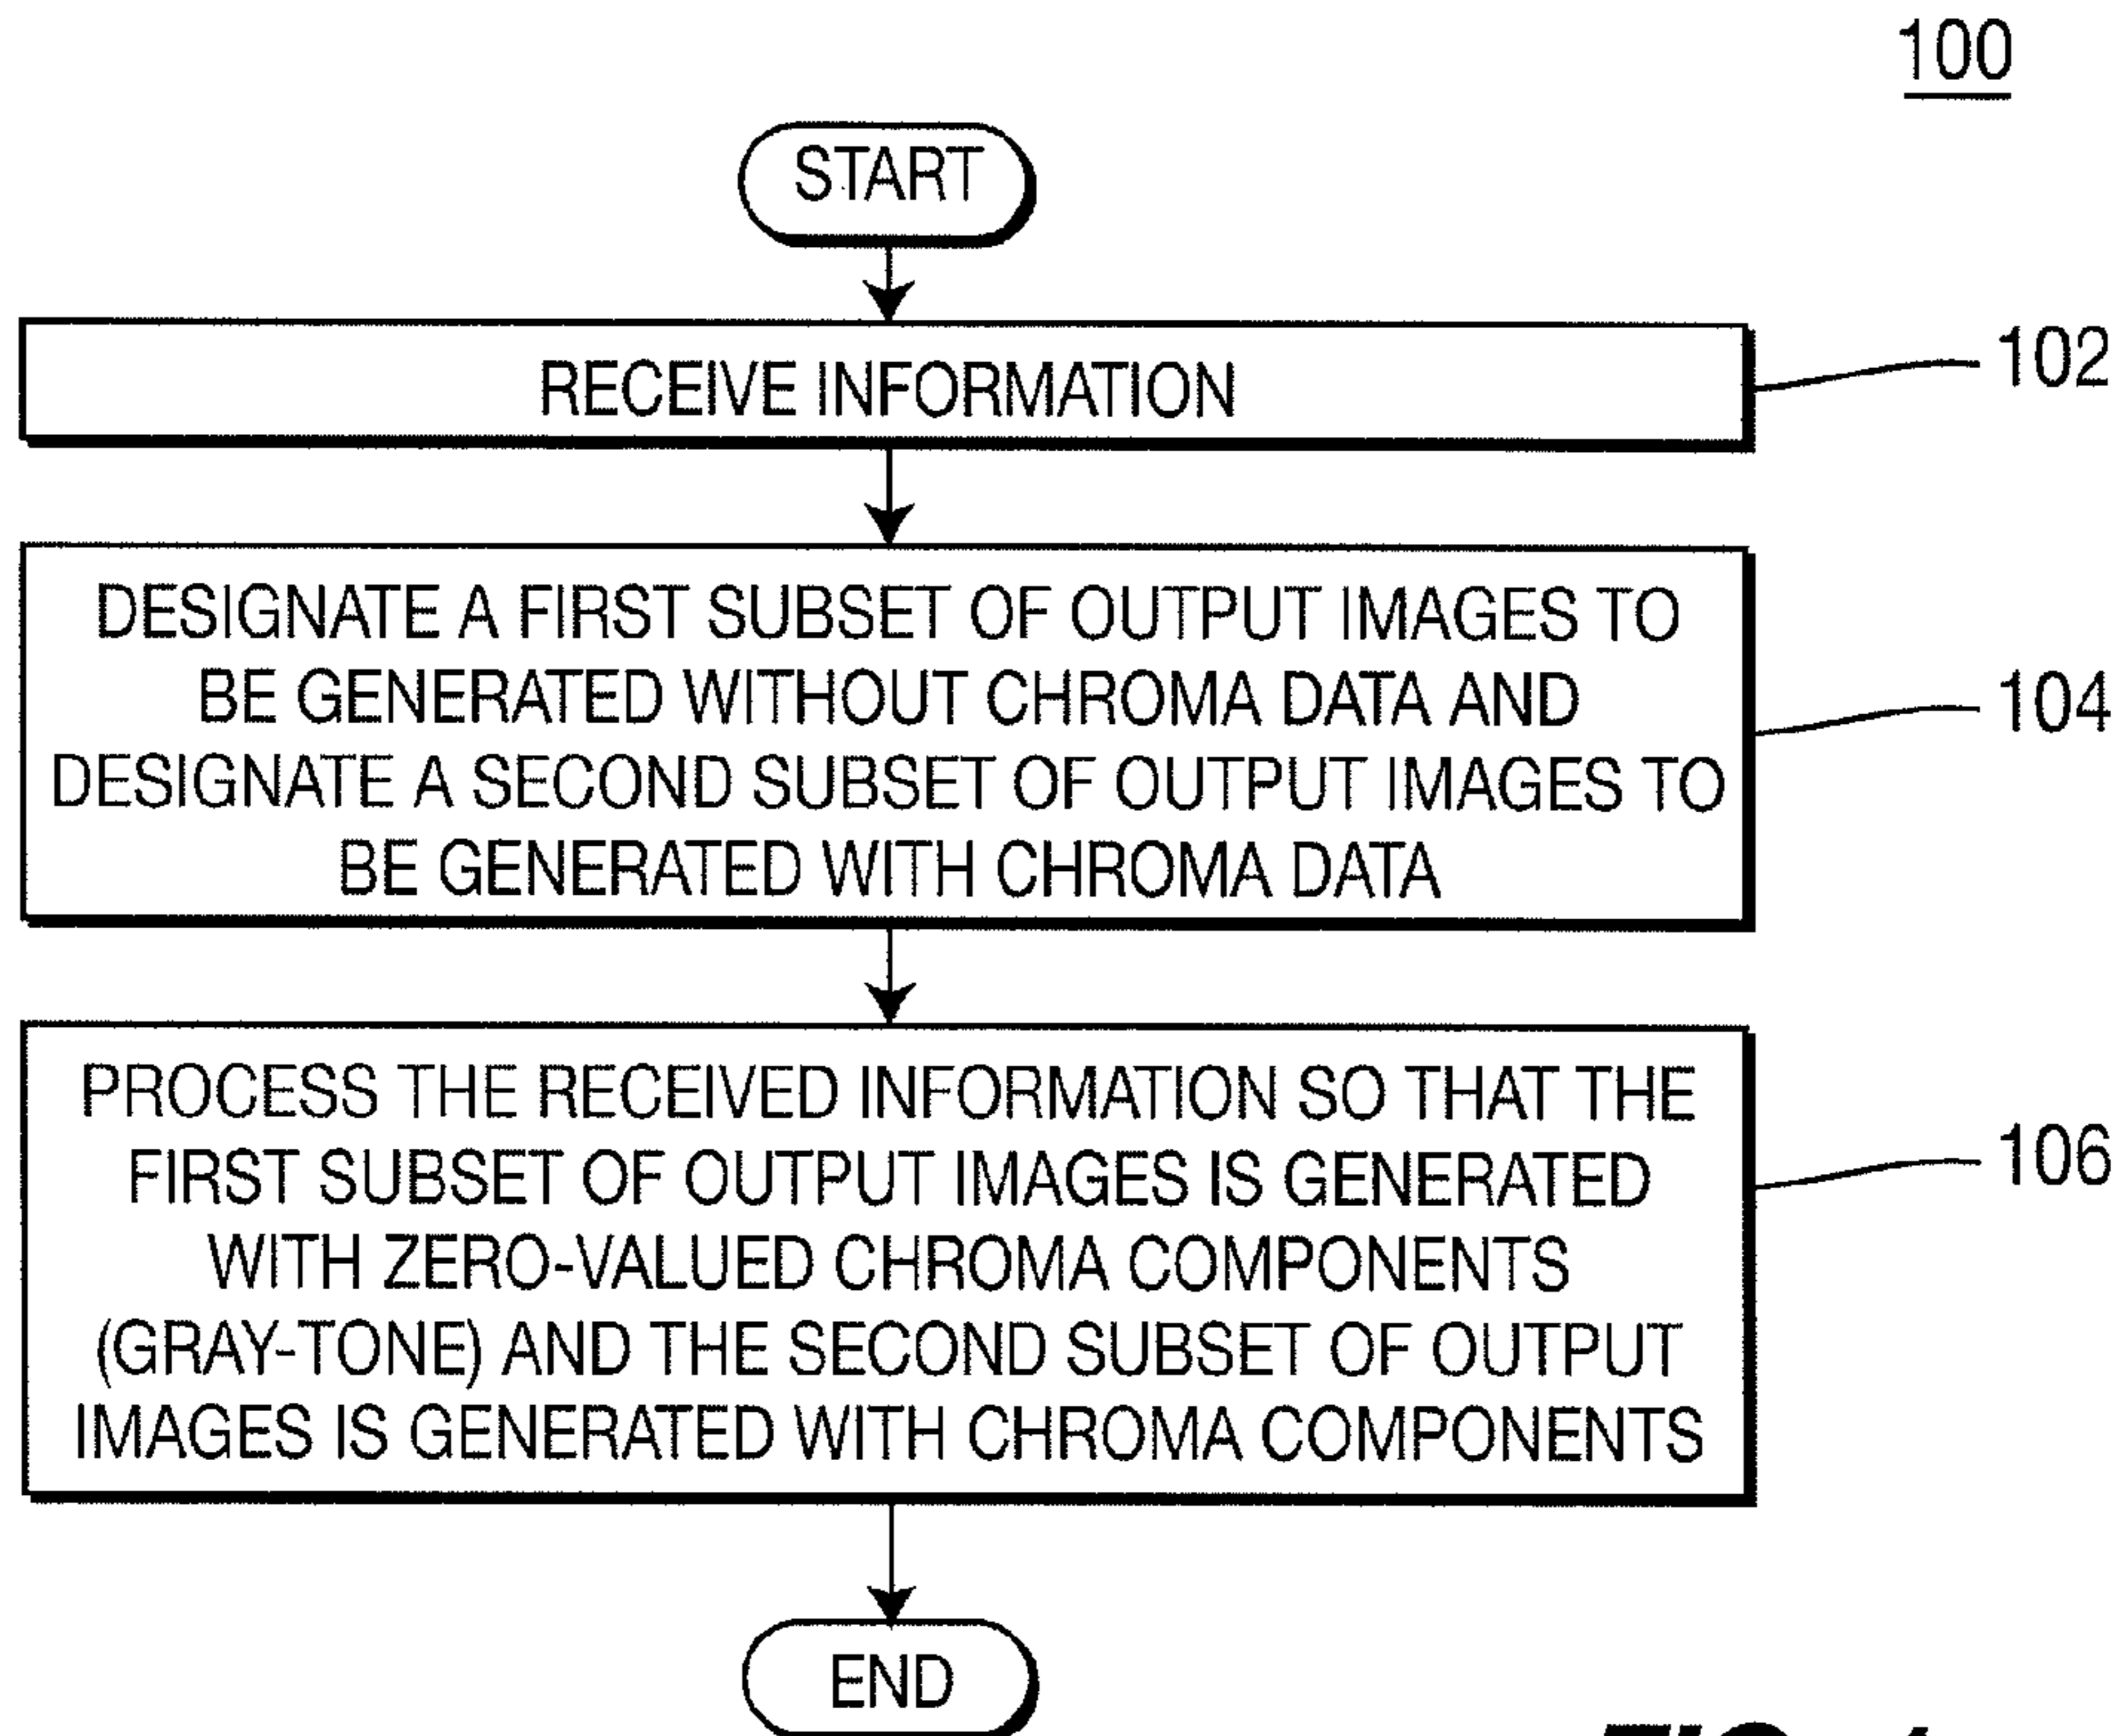 100
START
RECEIVE INFORMATION
102
DESIGNATE A FIRST SUBSET OF OUTPUT IMAGES TO
BE GENERATED WITHOUT CHROMA DATA AND
DESIGNATE A SECOND SUBSET OF OUTPUT IMAGES TO
BE GENERATED WITH CHROMA DATA
104
PROCESS THE RECEIVED INFORMATION SO THAT THE
FIRST SUBSET OF OUTPUT IMAGES IS GENERATED
WITH ZERO-VALUED CHROMA COMPONENTS
(GRAY-TONE) AND THE SECOND SUBSET OF OUTPUT
IMAGES IS GENERATED WITH CHROMA COMPONENTS
106
END